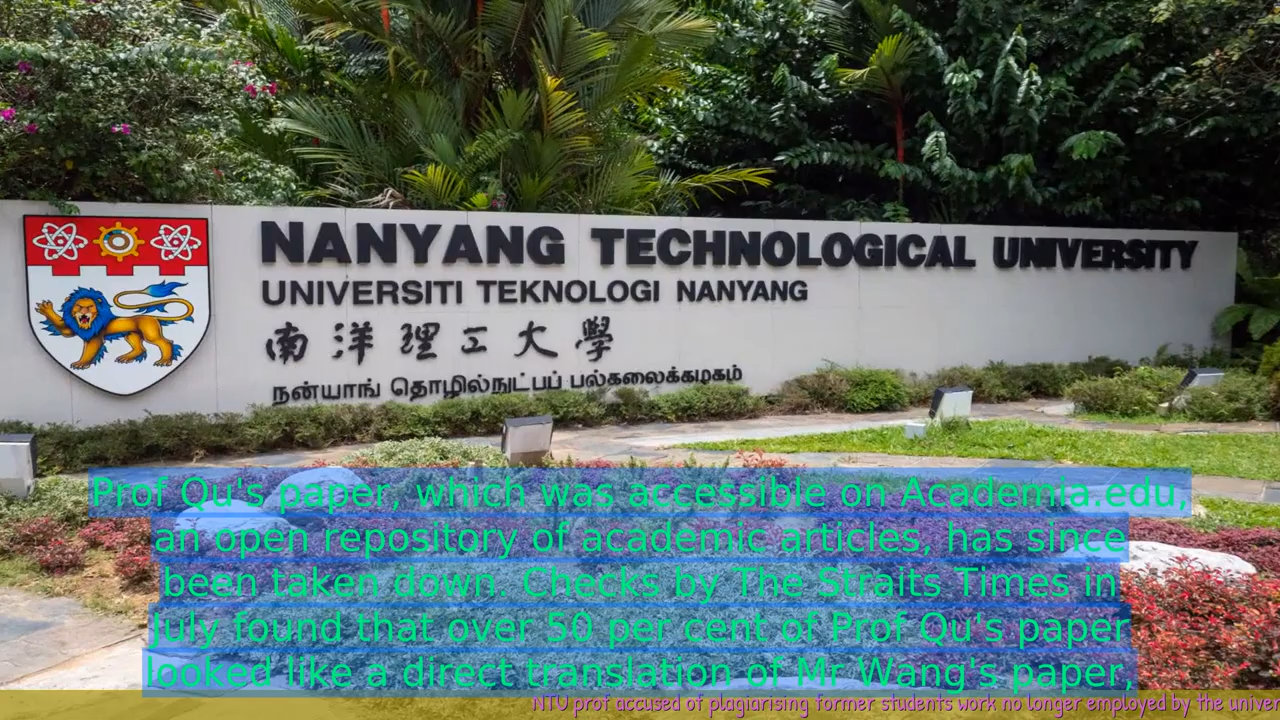 NANYANG TECHNOLOGICAL UNIVERSITY
UNIVERSITI TEKNOLOGI NANYANG
南洋理工大學
நன்யாங் தொழில்நுட்பப் பல்கலைக்கழகம்
Prof Qu's paper, which was accessible on Academia.edu,
an open repository of academic articles, has since
been taken down. Checks by The Straits Times in
July found that over 50 per cent of Prof Qu's paper
looked like a direct translation of Mr Wang's paper,
NTU prof accused of plagiarising former students work no longer employed by the univer